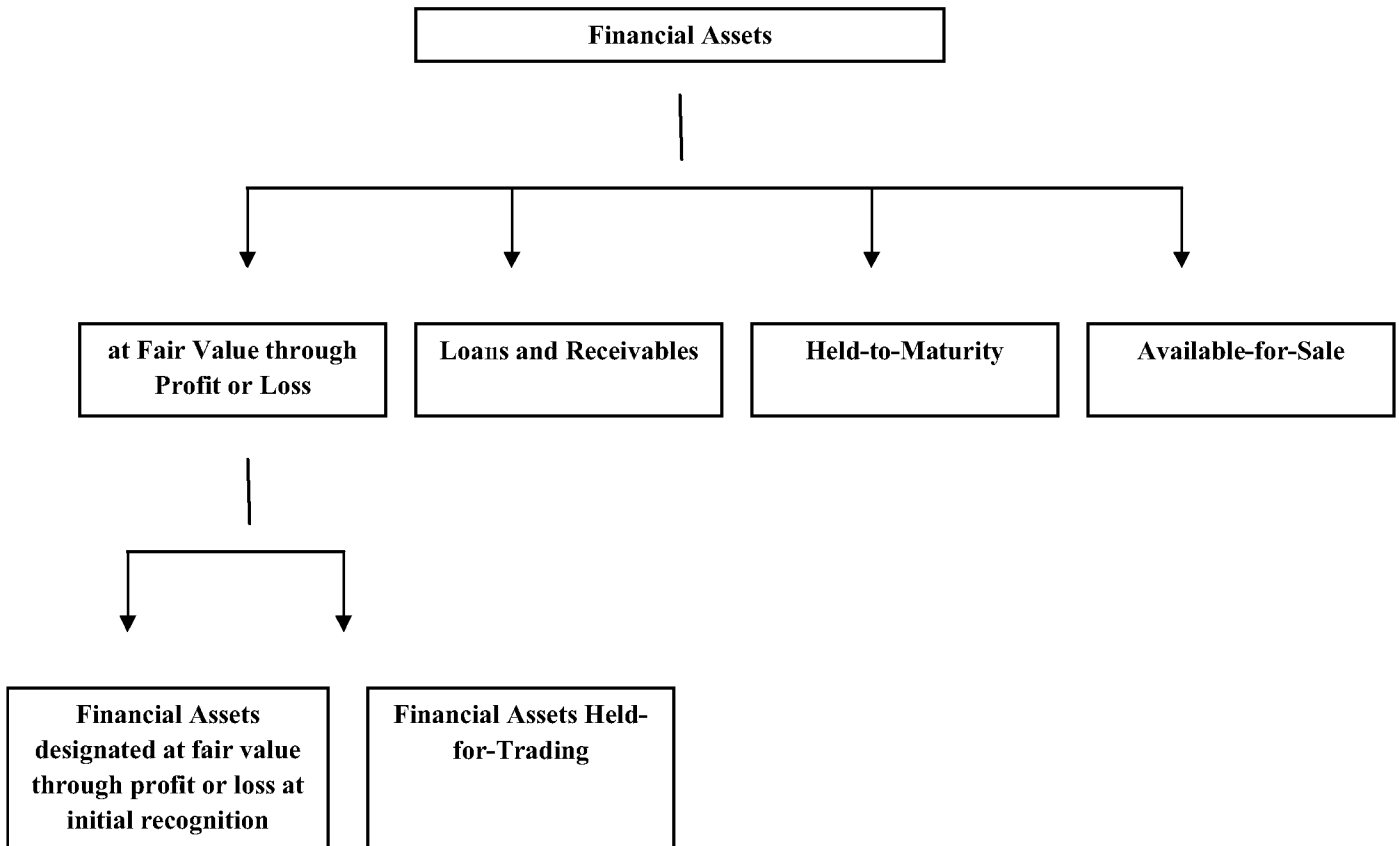 Financial Assets
at Fair Value through
Profit or Loss
Loans and Receivables
Held-to-Maturity
Available-for-Sale
Financial Assets
designated at fair value
through profit or loss at
initial recognition
Financial Assets Held-
for-Trading